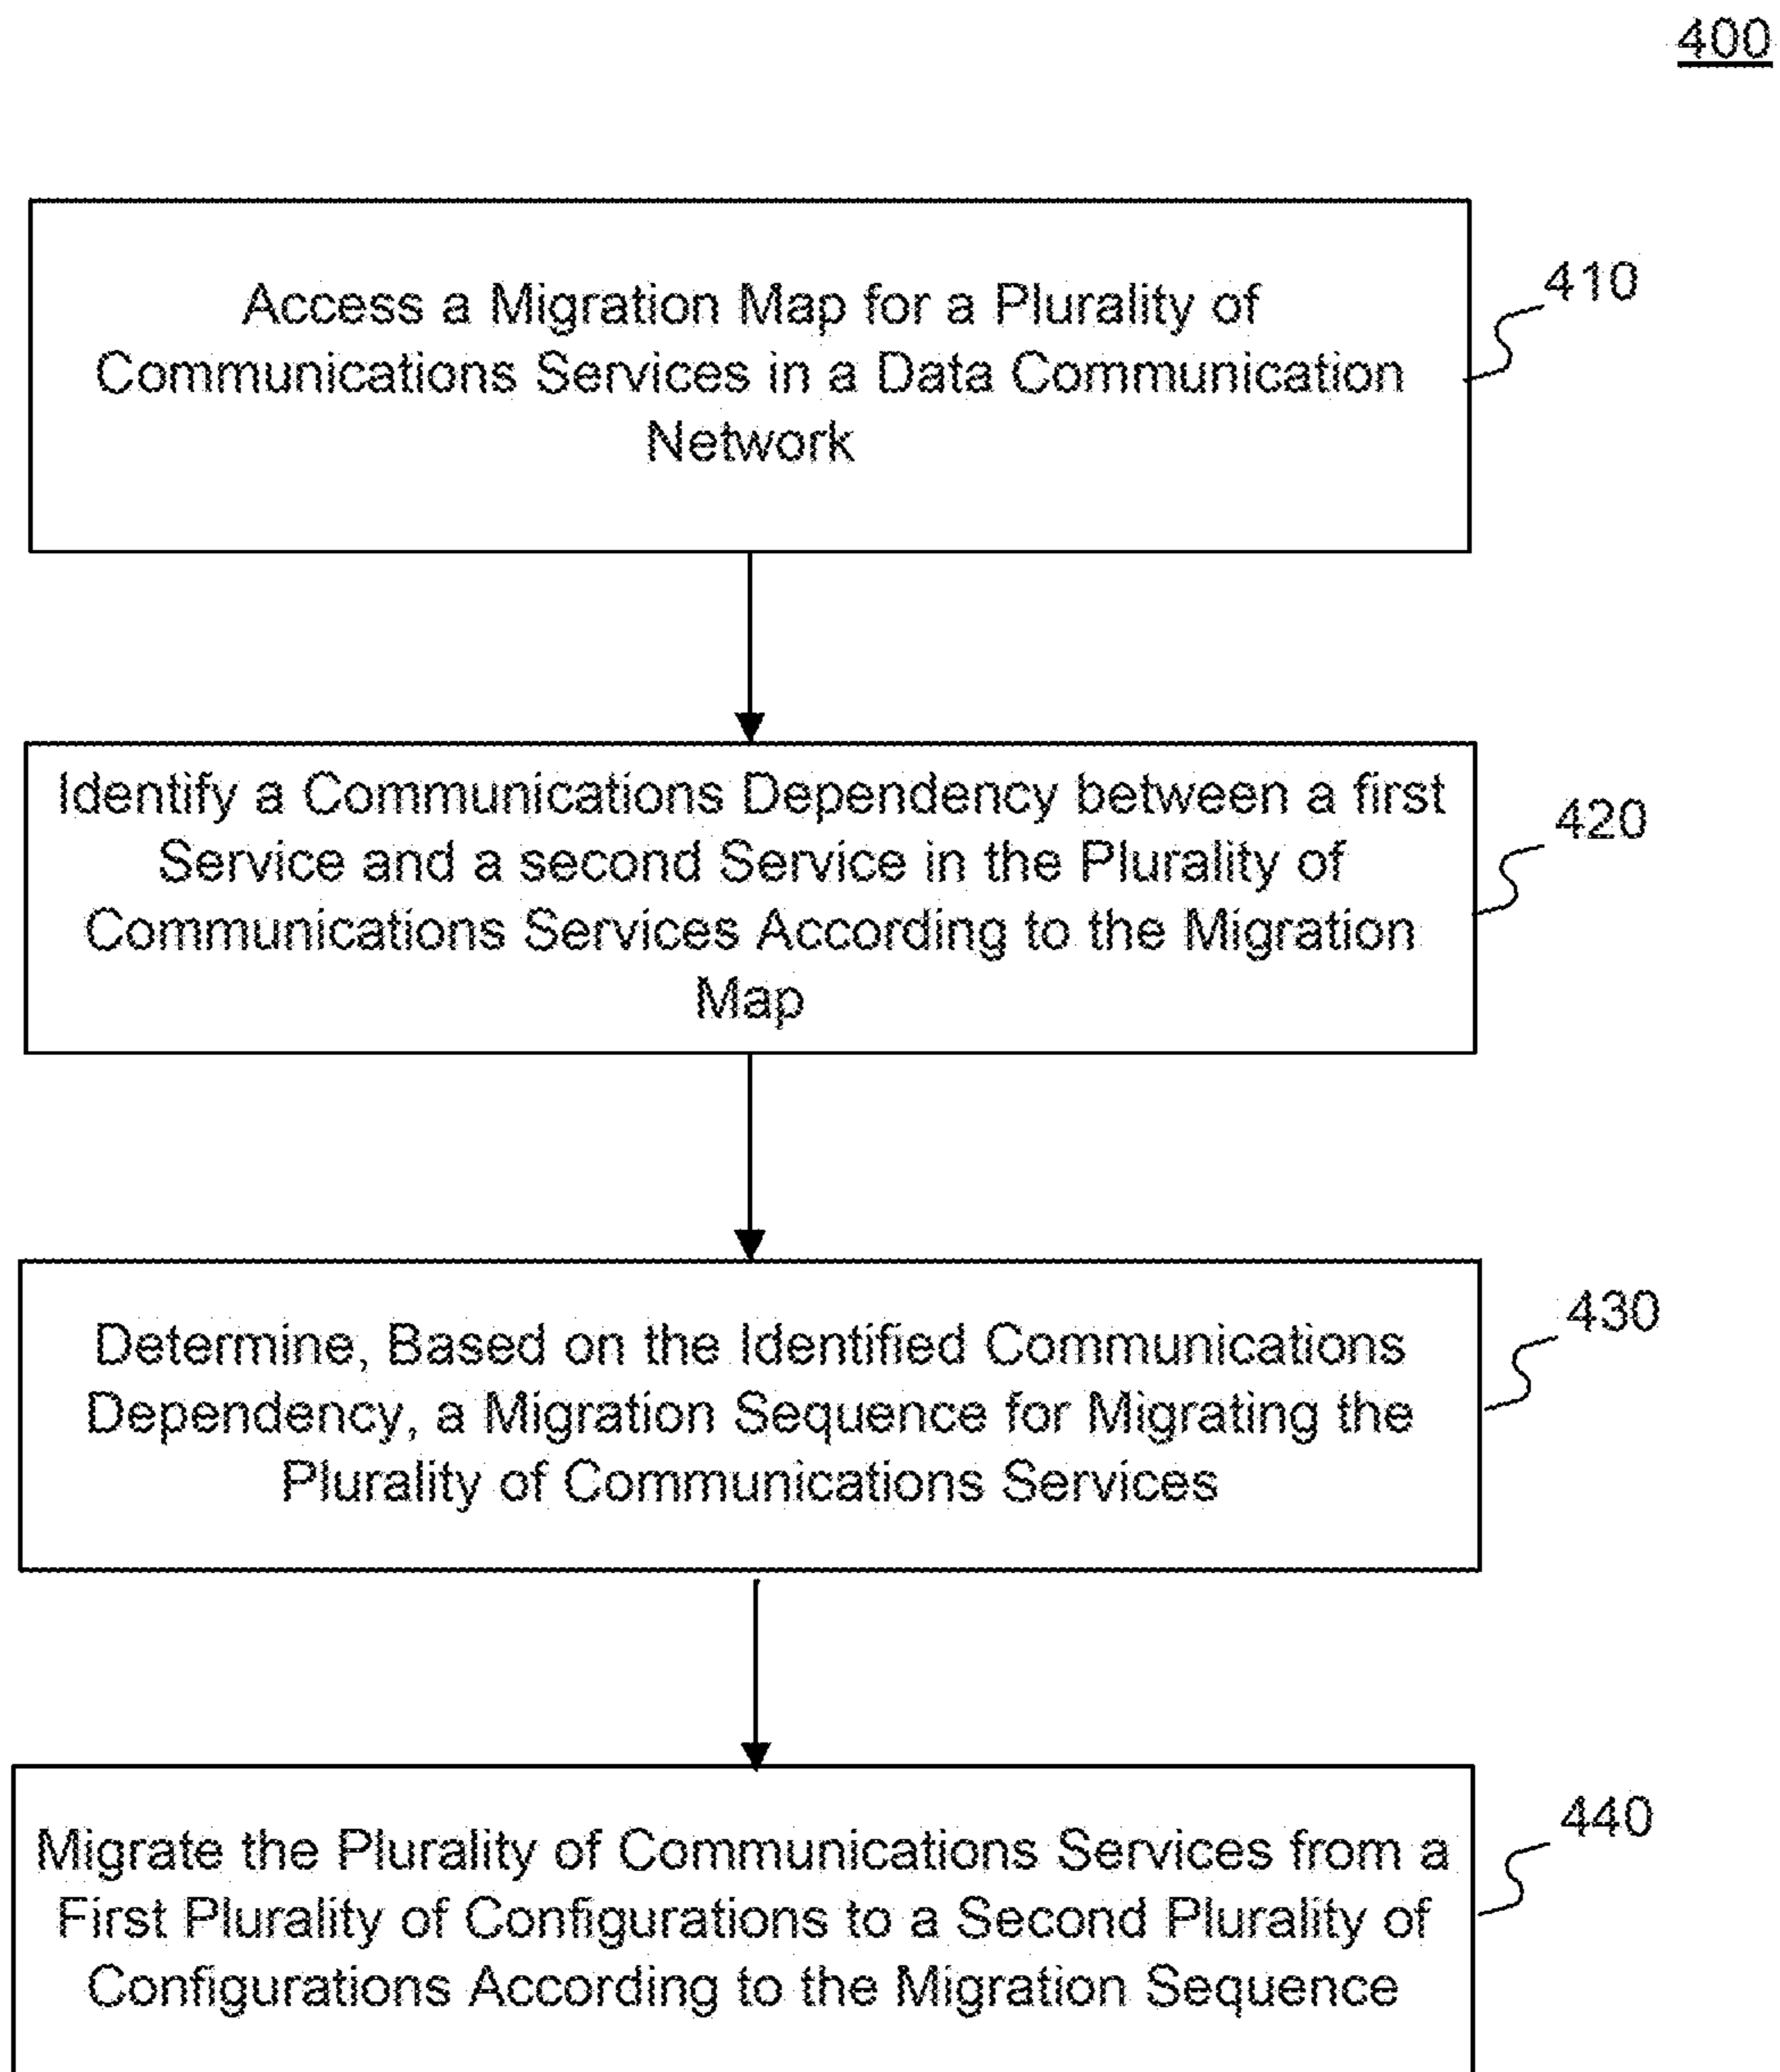 400
Access a Migration Map for a Plurality of
Communications Services in a Data Communication
Network
410
Identify a Communications Dependency between a first
Service and a second Service in the Plurality of
Communications Services According to the Migration
Map
420
Determine, Based on the Identified Communications
Dependency, a Migration Sequence for Migrating the
Plurality of Communications Services
430
Migrate the Plurality of Communications Services from a
First Plurality of Configurations to a Second Plurality of
Configurations According to the Migration Sequence
440